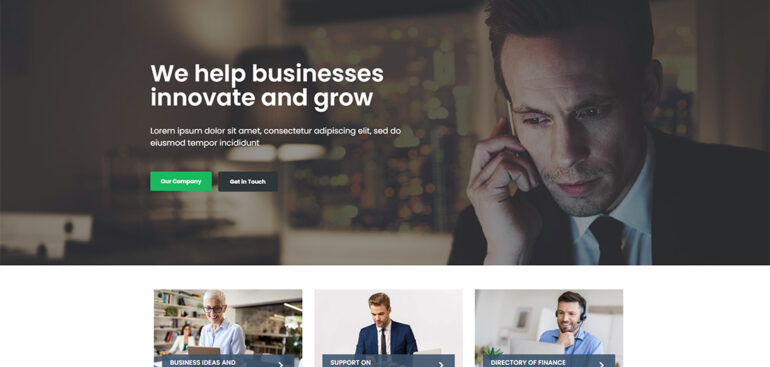 We help businesses
innovate and grow
Lorem ipsum dolor sit amet, consectetur adipiscing elit, sed do
eiusmod tempor incididunt
Our Company
Get in Touch
BUSINESS IDEAS AND
SUPPORT ON
DIRECTORY OF FINANCE